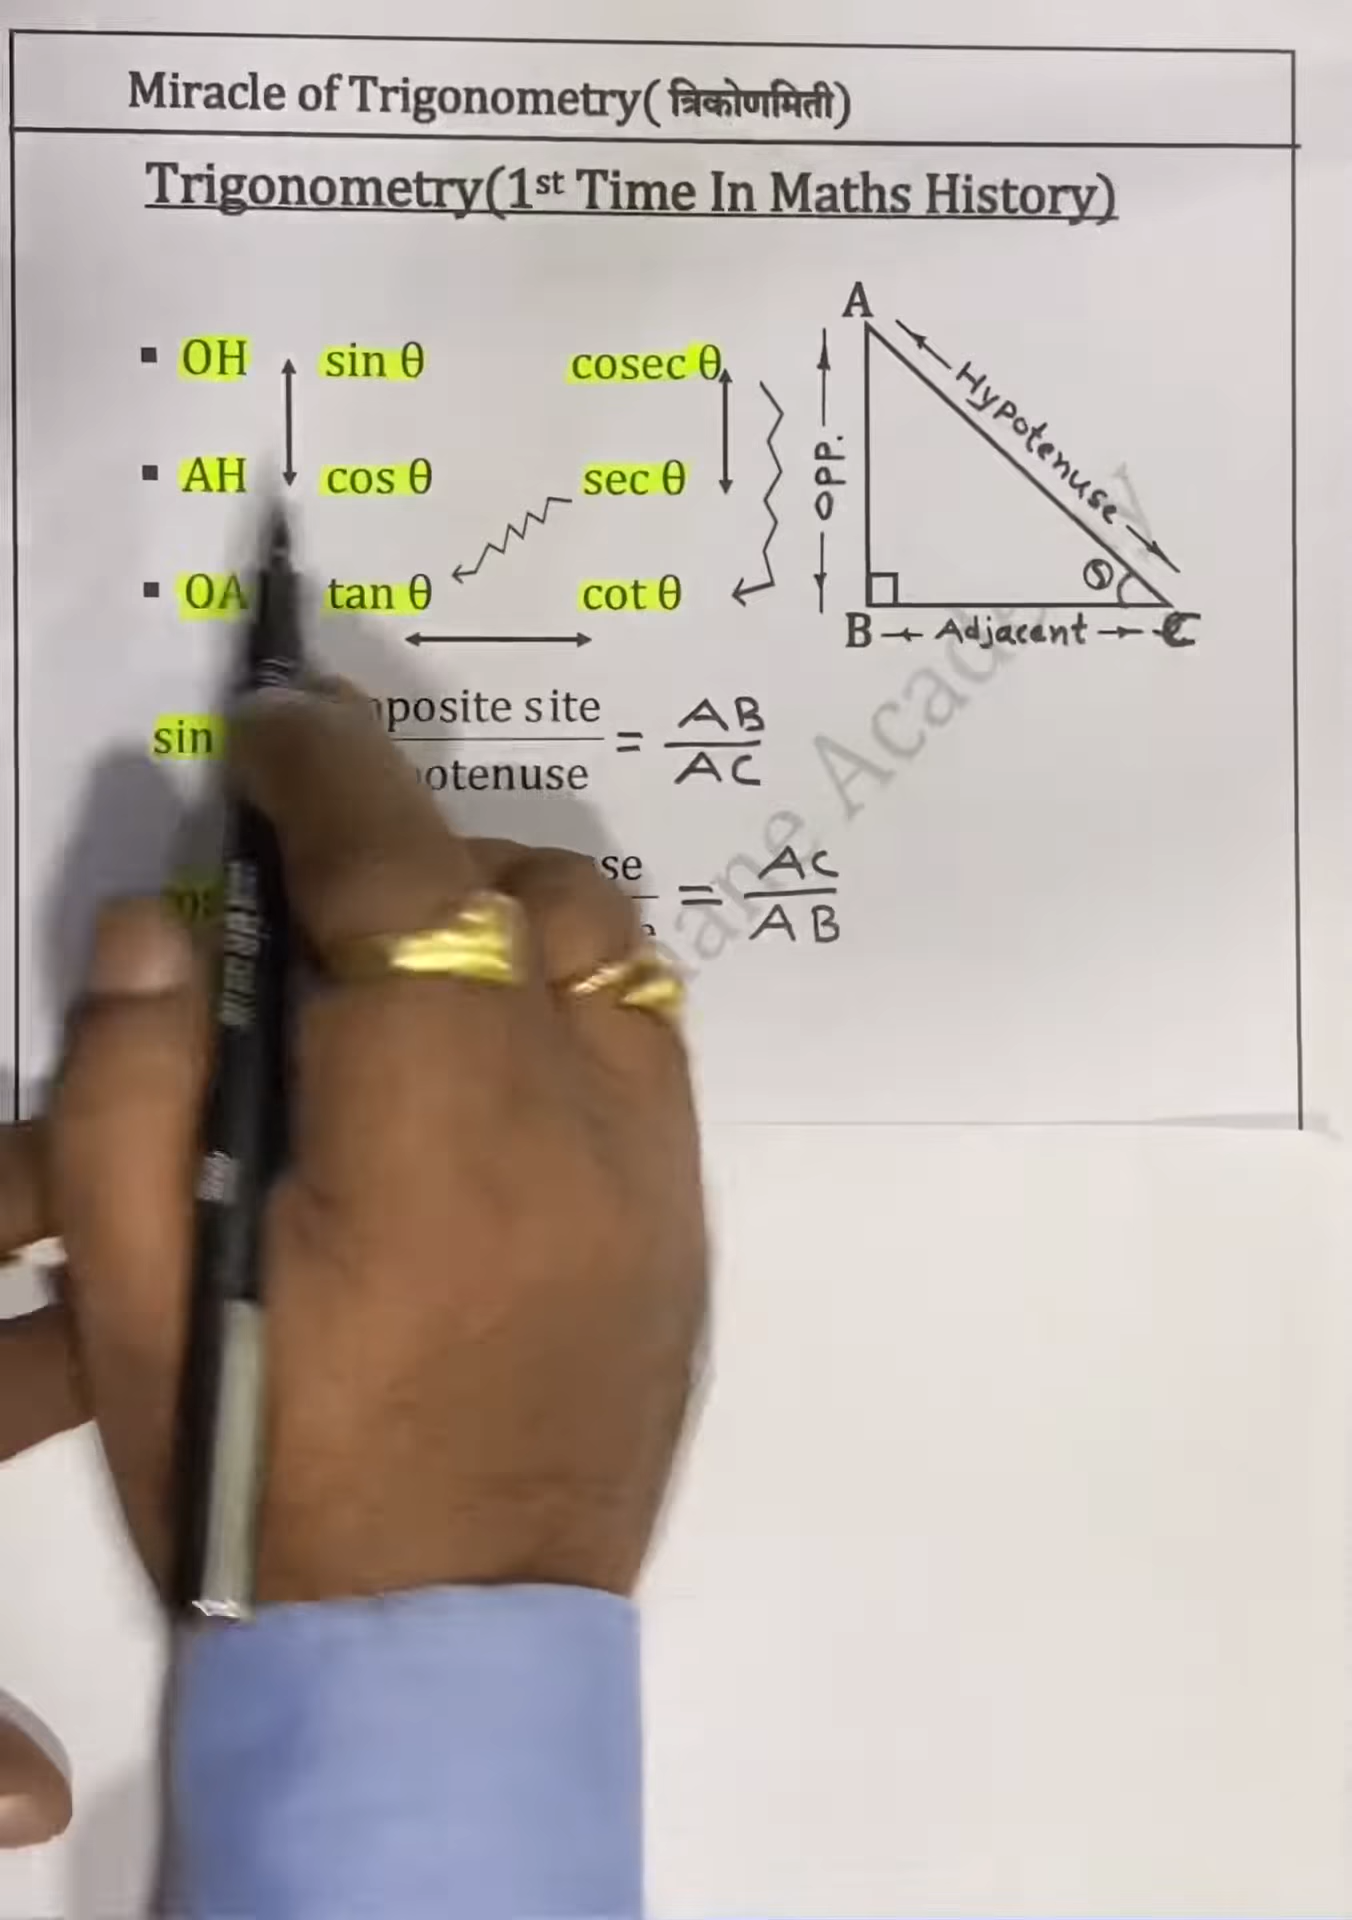 Miracle of Trigonometry( त्रिकोणमिती)
Trigonometry(1st Time In Maths History)
▪ OH sin θ cosec θ
▪ AH cos θ sec θ
▪ OA tan θ cot θ
A
Hypotenuse
OPP.
θ
B Adjacent C
sin posite site = AB
otenuse AC
se = AC
AB